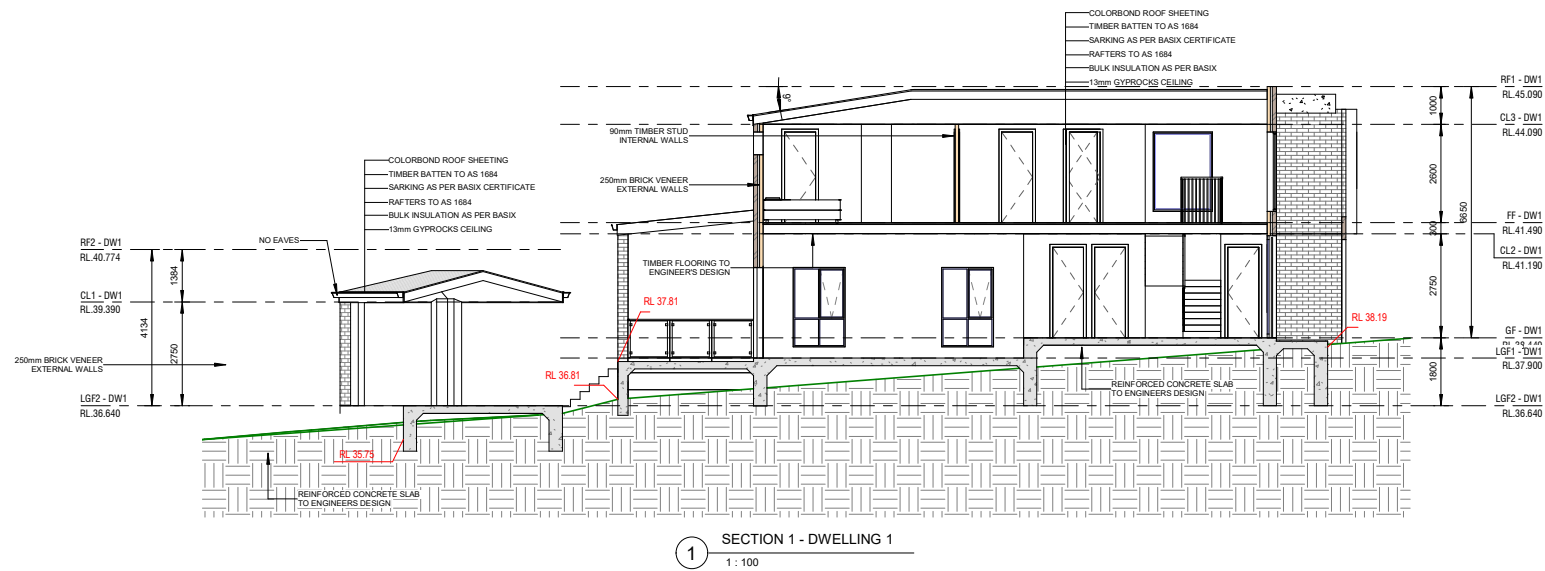 COLORBOND ROOF SHEETING
TIMBER BATTEN TO AS 1684
SARKING AS PER BASIX CERTIFICATE
RAFTERS TO AS 1684
BULK INSULATION AS PER BASIX
13mm GYPROCKS CEILING
9°
90mm TIMBER STUD
INTERNAL WALLS
250mm BRICK VENEER
EXTERNAL WALLS
COLORBOND ROOF SHEETING
TIMBER BATTEN TO AS 1684
SARKING AS PER BASIX CERTIFICATE
RAFTERS TO AS 1684
BULK INSULATION AS PER BASIX
13mm GYPROCKS CEILING
NO EAVES
RF2 - DW1
RL.40.774
CL1 - DW1
RL.39.390
1384
4134
2750
250mm BRICK VENEER
EXTERNAL WALLS
LGF2 - DW1
RL.36.640
TIMBER FLOORING TO
ENGINEER'S DESIGN
RL 37.81
RL 36.81
RL 35.75
RL 38.19
REINFORCED CONCRETE SLAB
TO ENGINEERS DESIGN
REINFORCED CONCRETE SLAB
TO ENGINEERS DESIGN
RF1 - DW1
RL.45.090
1000
CL3 - DW1
RL.44.090
2600
6650
FF - DW1
RL.41.490
300
CL2 - DW1
RL.41.190
2750
GF - DW1
RL.38.440
LGF1 - DW1
RL.37.900
1800
LGF2 - DW1
RL.36.640
1
SECTION 1 - DWELLING 1
1 : 100